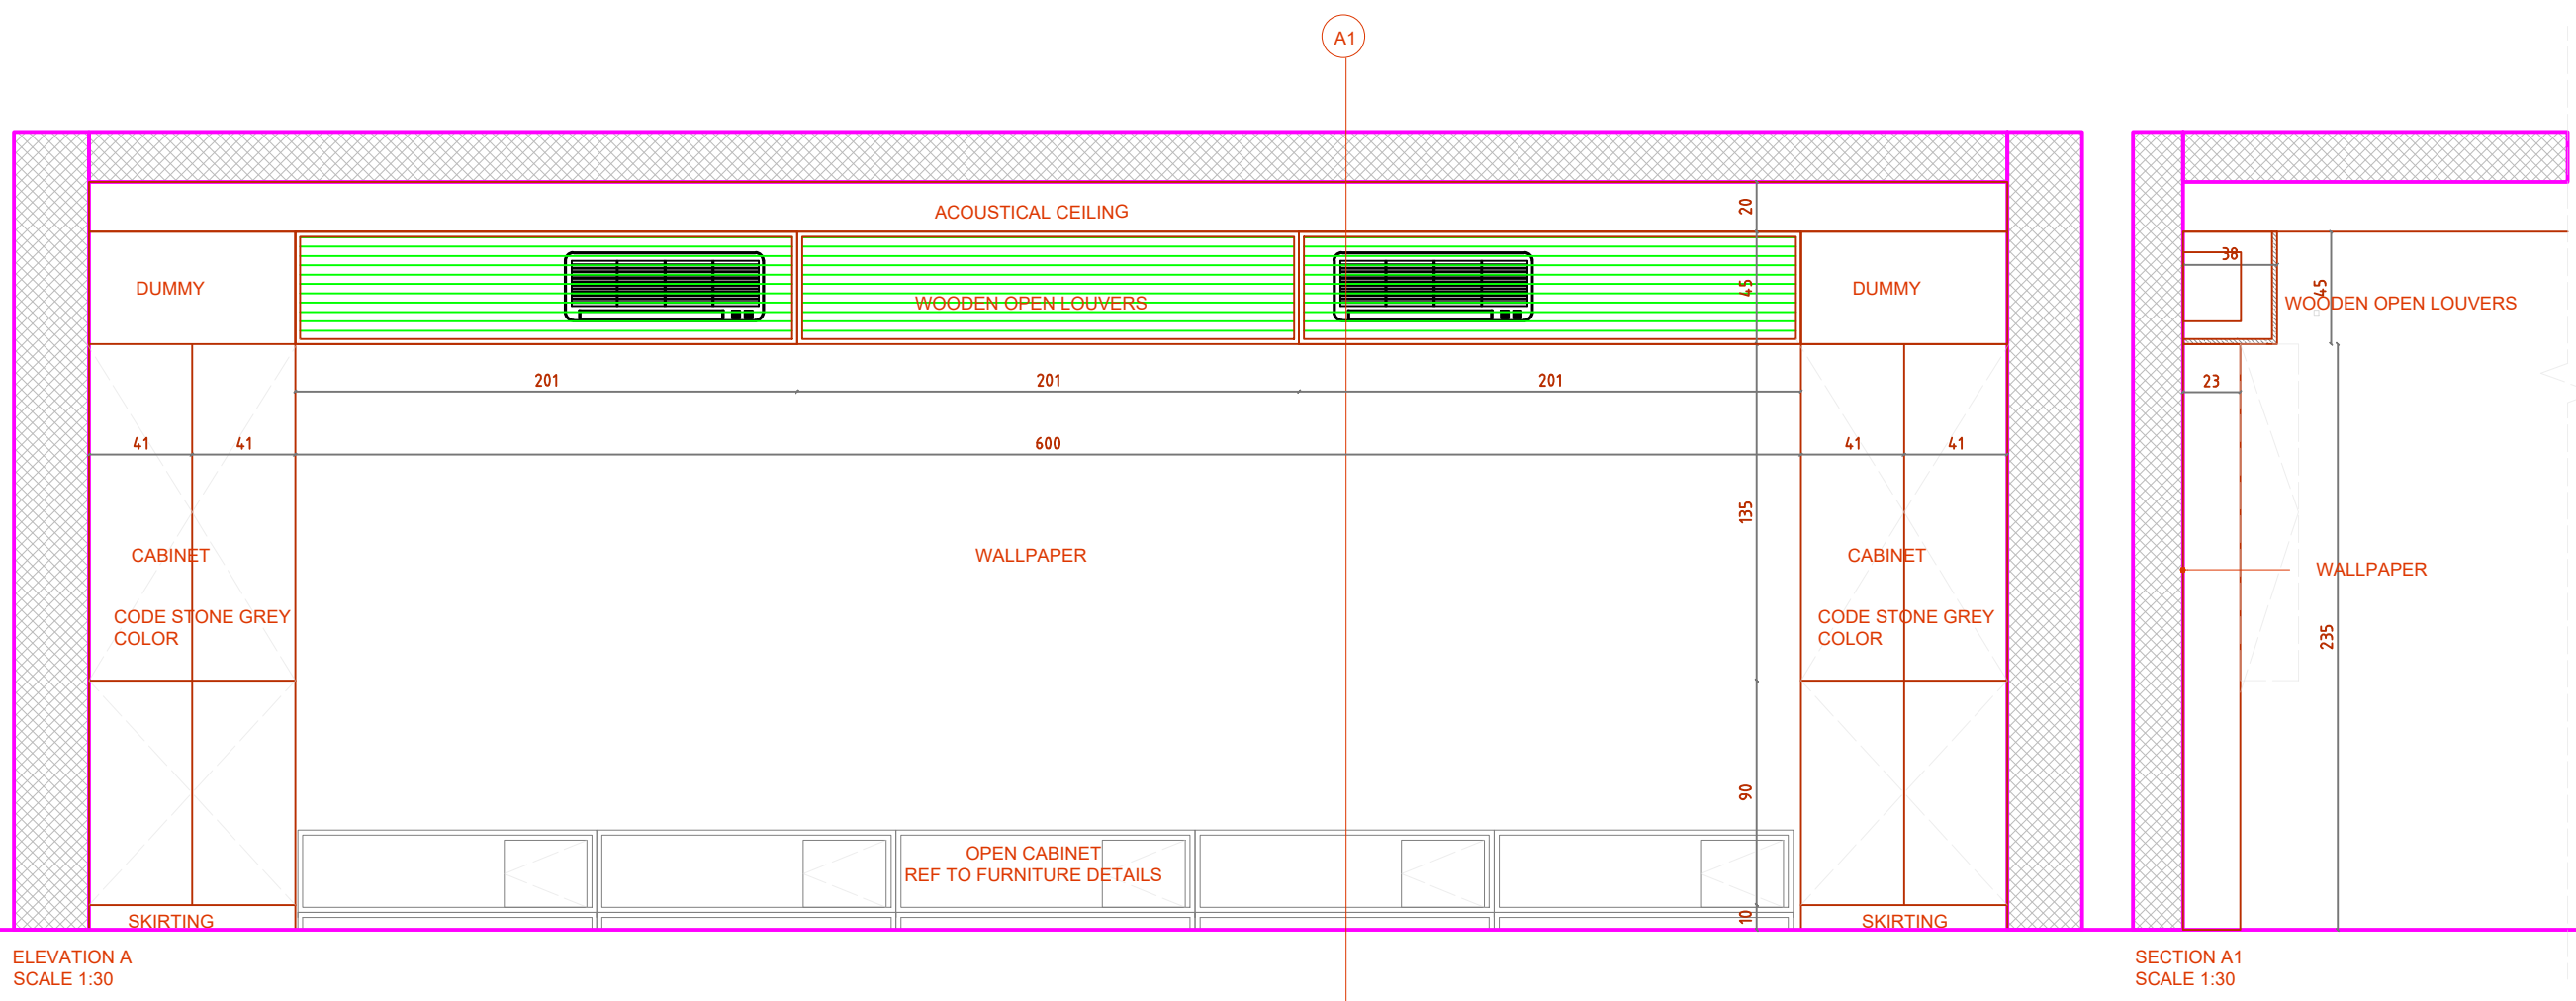 A1
ACOUSTICAL CEILING
20
DUMMY
WOODEN OPEN LOUVERS
45
DUMMY
38
45
WOODEN OPEN LOUVERS
201
201
201
23
41
41
600
41
41
135
CABINET
WALLPAPER
CABINET
WALLPAPER
CODE STONE GREY
COLOR
CODE STONE GREY
COLOR
235
90
OPEN CABINET
REF TO FURNITURE DETAILS
SKIRTING
10
SKIRTING
ELEVATION A
SCALE 1:30
SECTION A1
SCALE 1:30